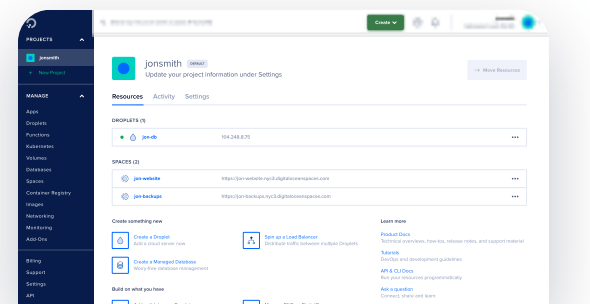 Create
PROJECTS
jonsmith
+ New Project
MANAGE
Apps
Droplets
Functions
Kubernetes
Volumes
Databases
Spaces
Container Registry
Images
Networking
Monitoring
Add-Ons
Billing
Support
Settings
API
jonsmith DEFAULT
Update your project information under Settings
→ Move Resources
Resources Activity Settings
DROPLETS (1)
jon-db 104.248.8.75 •••
SPACES (2)
jon-website https://jon-website.nyc3.digitaloceanspaces.com •••
jon-backups https://jon-backups.nyc3.digitaloceanspaces.com •••
Create something new
Create a Droplet
Add a cloud server now
Spin up a Load Balancer
Distribute traffic between multiple Droplets
Create a Managed Database
Worry-free database management
Build on what you have
Learn more
Product Docs
Technical overviews, how-tos, release notes, and support material
Tutorials
DevOps and development guidelines
API & CLI Docs
Run your resources programmatically
Ask a question
Connect, share and learn